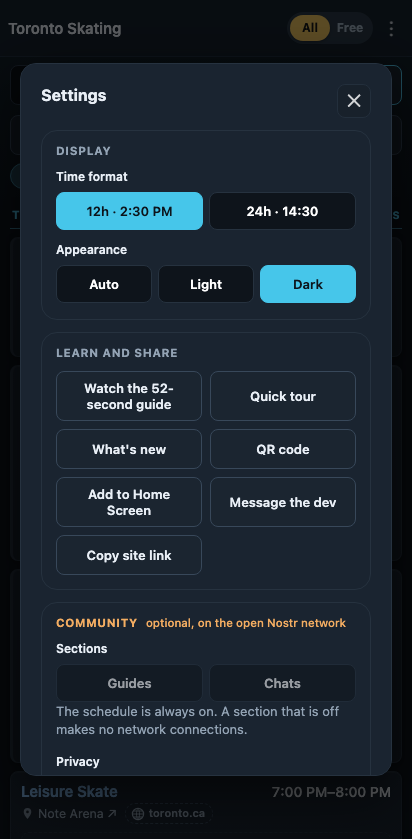 Toronto Skating
All
Free
Settings
DISPLAY
Time format
12h · 2:30 PM
24h · 14:30
Appearance
Auto
Light
Dark
LEARN AND SHARE
Watch the 52-
second guide
Quick tour
What's new
QR code
Add to Home
Screen
Message the dev
Copy site link
COMMUNITY optional, on the open Nostr network
Sections
Guides
Chats
The schedule is always on. A section that is off
makes no network connections.
Privacy
Leisure Skate
7:00 PM–8:00 PM
Note Arena ↗
toronto.ca